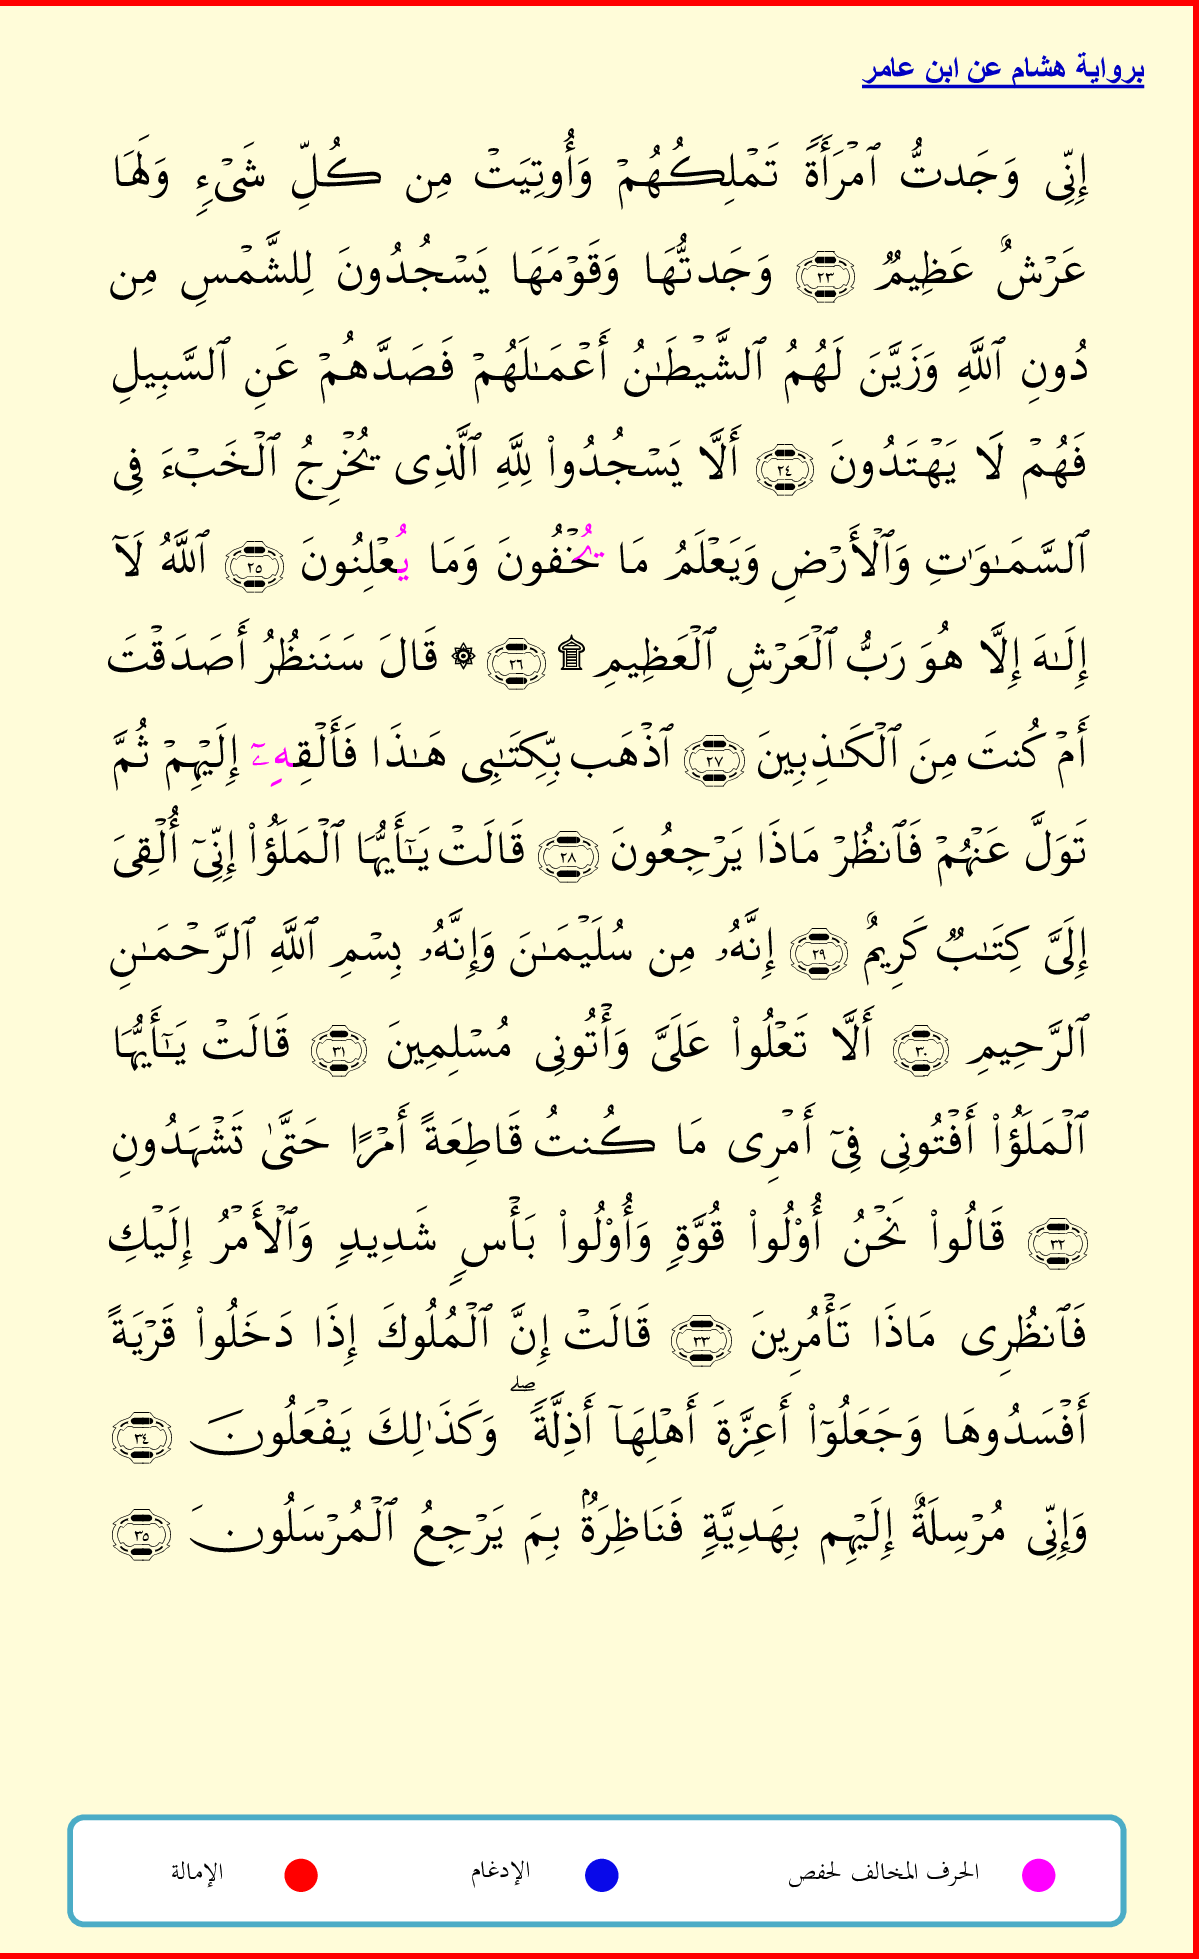 برواية هشام عن ابن عامر
إِنِّى وَجَدتُّ ٱمْرَأَةً تَمْلِكُهُمْ وَأُوتِيَتْ مِن كُلِّ شَىْءٍ وَلَهَا
عَرْشٌ عَظِيمٌ ٢٣ وَجَدتُّهَا وَقَوْمَهَا يَسْجُدُونَ لِلشَّمْسِ مِن
دُونِ ٱللَّهِ وَزَيَّنَ لَهُمُ ٱلشَّيْطَـٰنُ أَعْمَـٰلَهُمْ فَصَدَّهُمْ عَنِ ٱلسَّبِيلِ
فَهُمْ لَا يَهْتَدُونَ ٢٤ أَلَّا يَسْجُدُوا۟ لِلَّهِ ٱلَّذِى يُخْرِجُ ٱلْخَبْءَ فِى
ٱلسَّمَـٰوَٰتِ وَٱلْأَرْضِ وَيَعْلَمُ مَا يُخْفُونَ وَمَا يُعْلِنُونَ ٢٥ ٱللَّهُ لَآ
إِلَـٰهَ إِلَّا هُوَ رَبُّ ٱلْعَرْشِ ٱلْعَظِيمِ ۩ ٢٦ ۞ قَالَ سَنَنظُرُ أَصَدَقْتَ
أَمْ كُنتَ مِنَ ٱلْكَـٰذِبِينَ ٢٧ ٱذْهَب بِّكِتَـٰبِى هَـٰذَا فَأَلْقِهِۦٓ إِلَيْهِمْ ثُمَّ
تَوَلَّ عَنْهُمْ فَٱنظُرْ مَاذَا يَرْجِعُونَ ٢٨ قَالَتْ يَـٰٓأَيُّهَا ٱلْمَلَؤُا۟ إِنِّىٓ أُلْقِىَ
إِلَىَّ كِتَـٰبٌ كَرِيمٌ ٢٩ إِنَّهُۥ مِن سُلَيْمَـٰنَ وَإِنَّهُۥ بِسْمِ ٱللَّهِ ٱلرَّحْمَـٰنِ
ٱلرَّحِيمِ ٣٠ أَلَّا تَعْلُوا۟ عَلَىَّ وَأْتُونِى مُسْلِمِينَ ٣١ قَالَتْ يَـٰٓأَيُّهَا
ٱلْمَلَؤُا۟ أَفْتُونِى فِىٓ أَمْرِى مَا كُنتُ قَاطِعَةً أَمْرًا حَتَّىٰ تَشْهَدُونِ
٣٢ قَالُوا۟ نَحْنُ أُو۟لُوا۟ قُوَّةٍ وَأُو۟لُوا۟ بَأْسٍ شَدِيدٍ وَٱلْأَمْرُ إِلَيْكِ
فَٱنظُرِى مَاذَا تَأْمُرِينَ ٣٣ قَالَتْ إِنَّ ٱلْمُلُوكَ إِذَا دَخَلُوا۟ قَرْيَةً
أَفْسَدُوهَا وَجَعَلُوٓا۟ أَعِزَّةَ أَهْلِهَآ أَذِلَّةً ۖ وَكَذَٰلِكَ يَفْعَلُونَ ٣٤
وَإِنِّى مُرْسِلَةٌ إِلَيْهِم بِهَدِيَّةٍ فَنَاظِرَةٌۢ بِمَ يَرْجِعُ ٱلْمُرْسَلُونَ ٣٥
الحرف المخالف لحفص الإدغام الإمالة